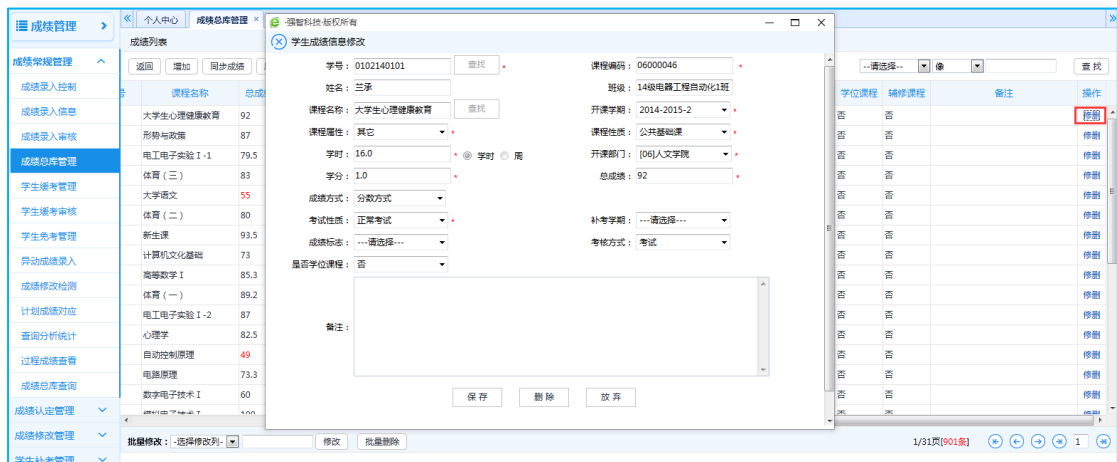 成绩管理
成绩常规管理
成绩录入控制
成绩录入信息
成绩录入审核
成绩总库管理
学生缓考管理
学生缓考审核
学生免考管理
异动成绩录入
成绩修改检测
计划成绩对应
查询分析统计
过程成绩查看
成绩总库查询
成绩认定管理
成绩修改管理
学生补考管理
个人中心 成绩总库管理 ×
成绩列表
返回 增加 同步成绩
--请选择-- 像 查 找
课程名称 总成
学位课程 辅修课程 备注 操作
大学生心理健康教育 92 否 否 修删
形势与政策 87 否 否 修删
电工电子实验 I -1 79.5 否 否 修删
体育（三） 83 否 否 修删
大学语文 55 否 否 修删
体育（二） 80 否 否 修删
新生课 93.5 否 否 修删
计算机文化基础 73 否 否 修删
高等数学 I 85.3 否 否 修删
体育（一） 89.2 否 否 修删
电工电子实验 I -2 87 否 否 修删
心理学 82.5 否 否 修删
自动控制原理 49 否 否 修删
电路原理 73.3 否 否 修删
数字电子技术 I 60 否 否 修删
批量修改： -选择修改列- 修改 批量删除
1/31页[901条] 1
-强智科技-版权所有
学生成绩信息修改
学号： 0102140101 查找 * 课程编码： 06000046 *
姓名： 兰承 班级： 14级电器工程自动化1班
课程名称： 大学生心理健康教育 查找 开课学期： 2014-2015-2 *
课程属性： 其它 * 课程性质： 公共基础课 *
学时： 16.0 * 学时 周 开课部门： [06]人文学院 *
学分： 1.0 * 总成绩： 92 *
成绩方式： 分数方式
考试性质： 正常考试 * 补考学期： ---请选择---
成绩标志： ---请选择--- 考核方式： 考试
是否学位课程： 否
备注：
保 存 删 除 放 弃